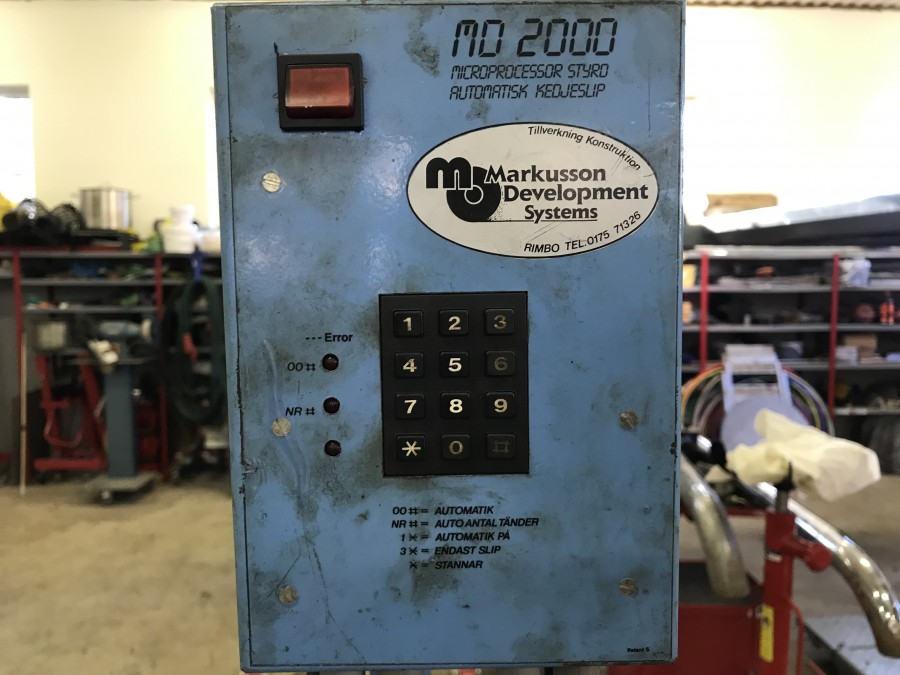 MD 2000
MICROPROCESSOR STYRD
AUTOMATISK KEDJESLIP
Tillverkning Konstruktion
Markusson
Development
Systems
RIMBO TEL.0175 71326
--- Error
00 #
NR #
1 2 3
4 5 6
7 8 9
* 0 #
00 # = AUTOMATIK
NR # = AUTO ANTAL TÄNDER
1 * = AUTOMATIK PÅ
3 * = ENDAST SLIP
* = STANNAR
Patent S